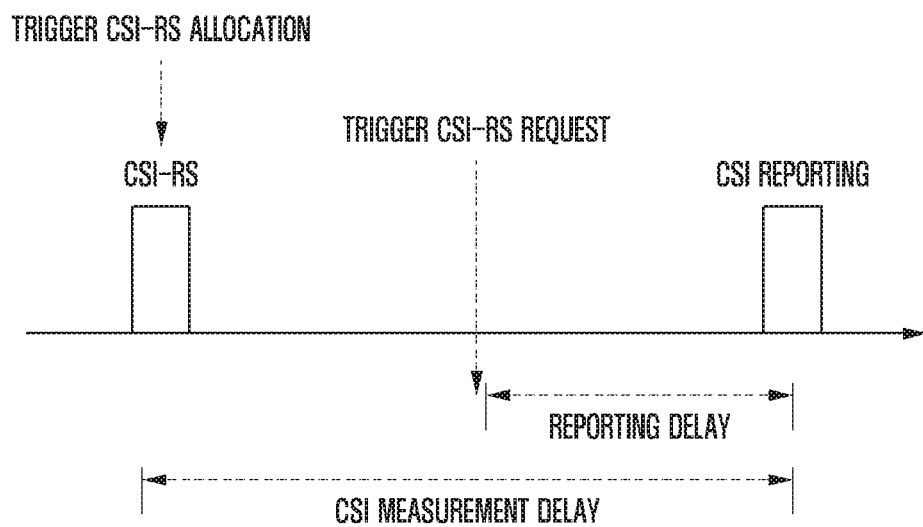 TRIGGER CSI-RS ALLOCATION
TRIGGER CSI-RS REQUEST
CSI-RS
CSI REPORTING
REPORTING DELAY
CSI MEASUREMENT DELAY